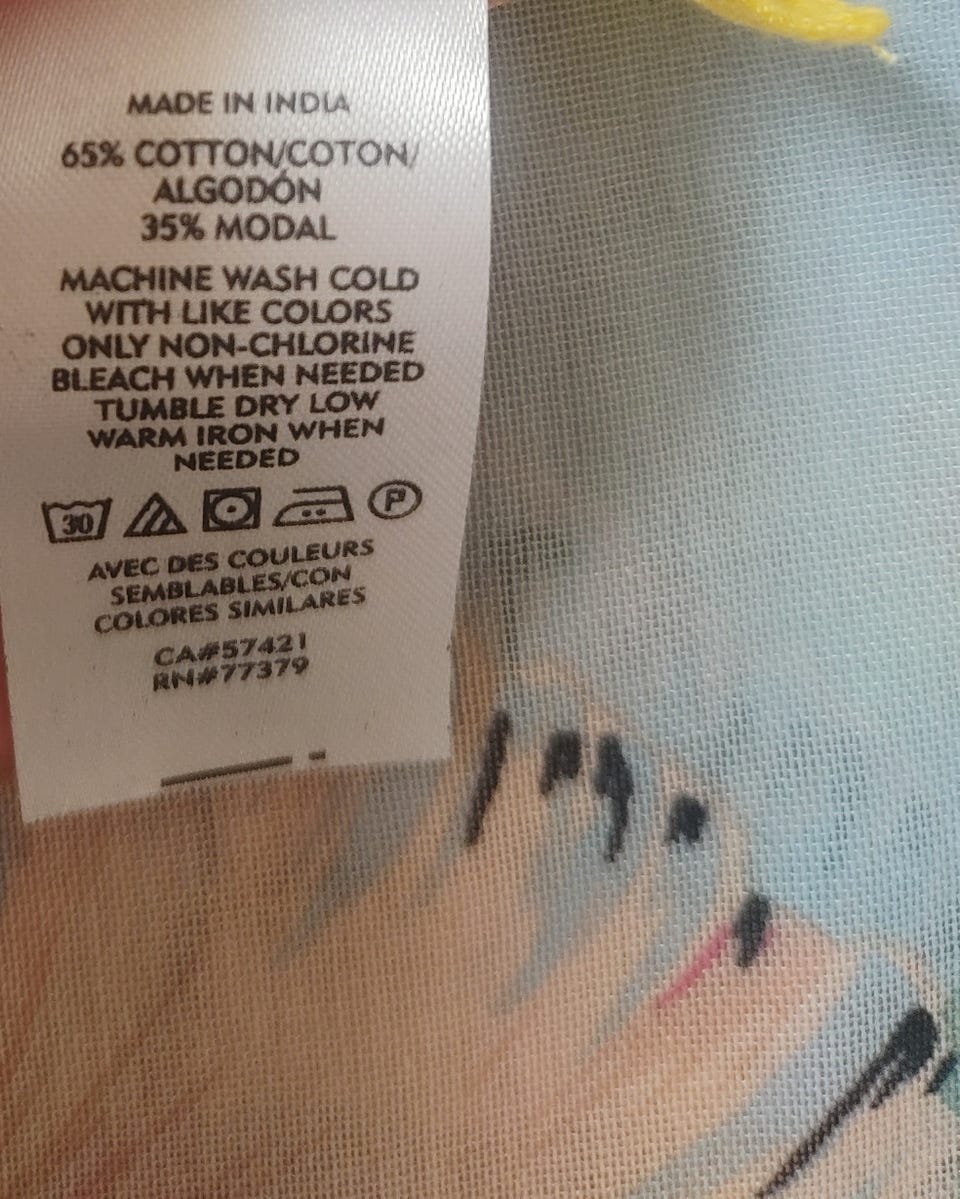 MADE IN INDIA
65% COTTON/COTON/
ALGODÓN
35% MODAL
MACHINE WASH COLD
WITH LIKE COLORS
ONLY NON-CHLORINE
BLEACH WHEN NEEDED
TUMBLE DRY LOW
WARM IRON WHEN
NEEDED
30 P
AVEC DES COULEURS
SEMBLABLES/CON
COLORES SIMILARES
CA#57421
RN#77379